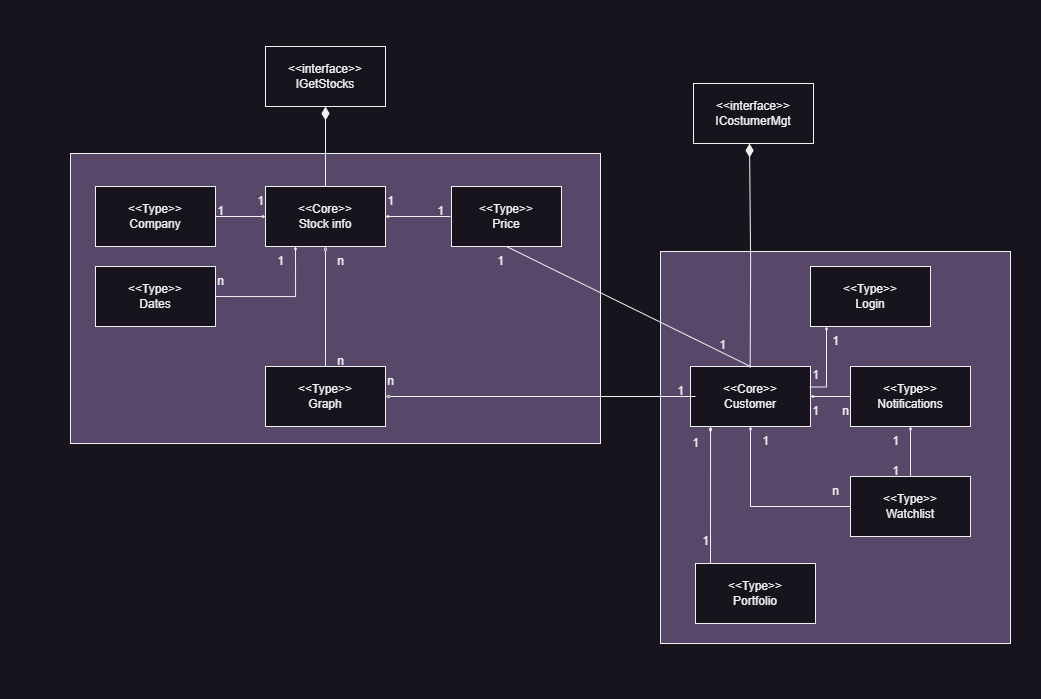 <<interface>>
IGetStocks
<<interface>>
ICostumerMgt
<<Type>>
Company
1
1
<<Core>>
Stock info
1
1
<<Type>>
Price
1
n
1
<<Type>>
Dates
n
<<Type>>
Login
1
1
n
<<Type>>
Graph
n
1
<<Core>>
Customer
1
1
n
<<Type>>
Notifications
1
1
1
1
n
<<Type>>
Watchlist
1
<<Type>>
Portfolio